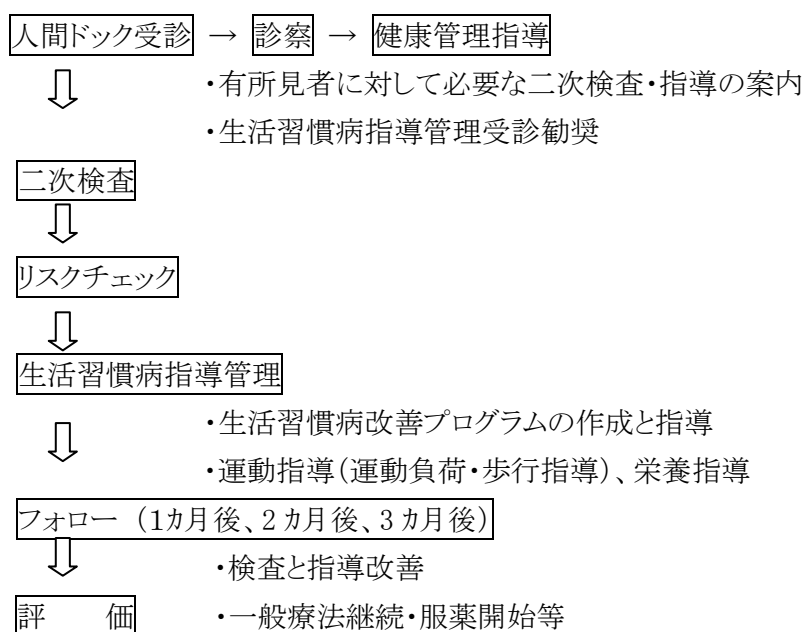 人間ドック受診 → 診察 → 健康管理指導
・有所見者に対して必要な二次検査・指導の案内
・生活習慣病指導管理受診勧奨
二次検査
リスクチェック
生活習慣病指導管理
・生活習慣病改善プログラムの作成と指導
・運動指導(運動負荷・歩行指導)、栄養指導
フォロー (1ヵ月後、2ヵ月後、3ヵ月後)
・検査と指導改善
評 価 ・一般療法継続・服薬開始等